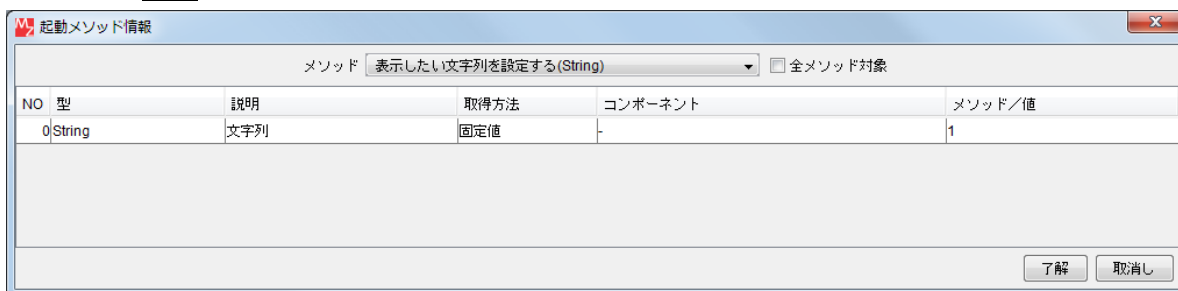 起動メソッド情報
メソッド 表示したい文字列を設定する(String) 全メソッド対象
NO 型 説明 取得方法 コンポーネント メソッド／値
0 String 文字列 固定値 - 1
了解 取消し